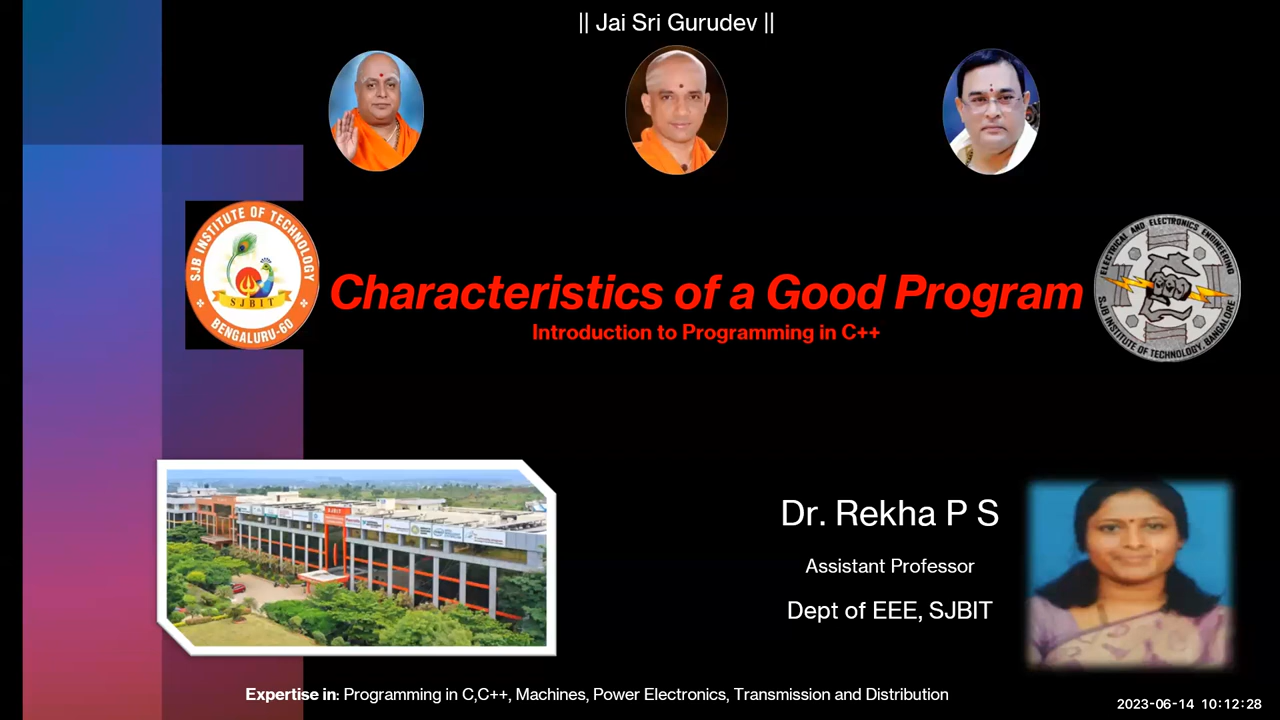 || Jai Sri Gurudev ||
SJB INSTITUTE OF TECHNOLOGY
SJBIT
BENGALURU-60
Characteristics of a Good Program
Introduction to Programming in C++
ELECTRICAL AND ELECTRONICS ENGINEERING
SJB INSTITUTE OF TECHNOLOGY, BANGALORE
SJBIT
Dr. Rekha P S
Assistant Professor
Dept of EEE, SJBIT
Expertise in: Programming in C,C++, Machines, Power Electronics, Transmission and Distribution
2023-06-14 10:12:28